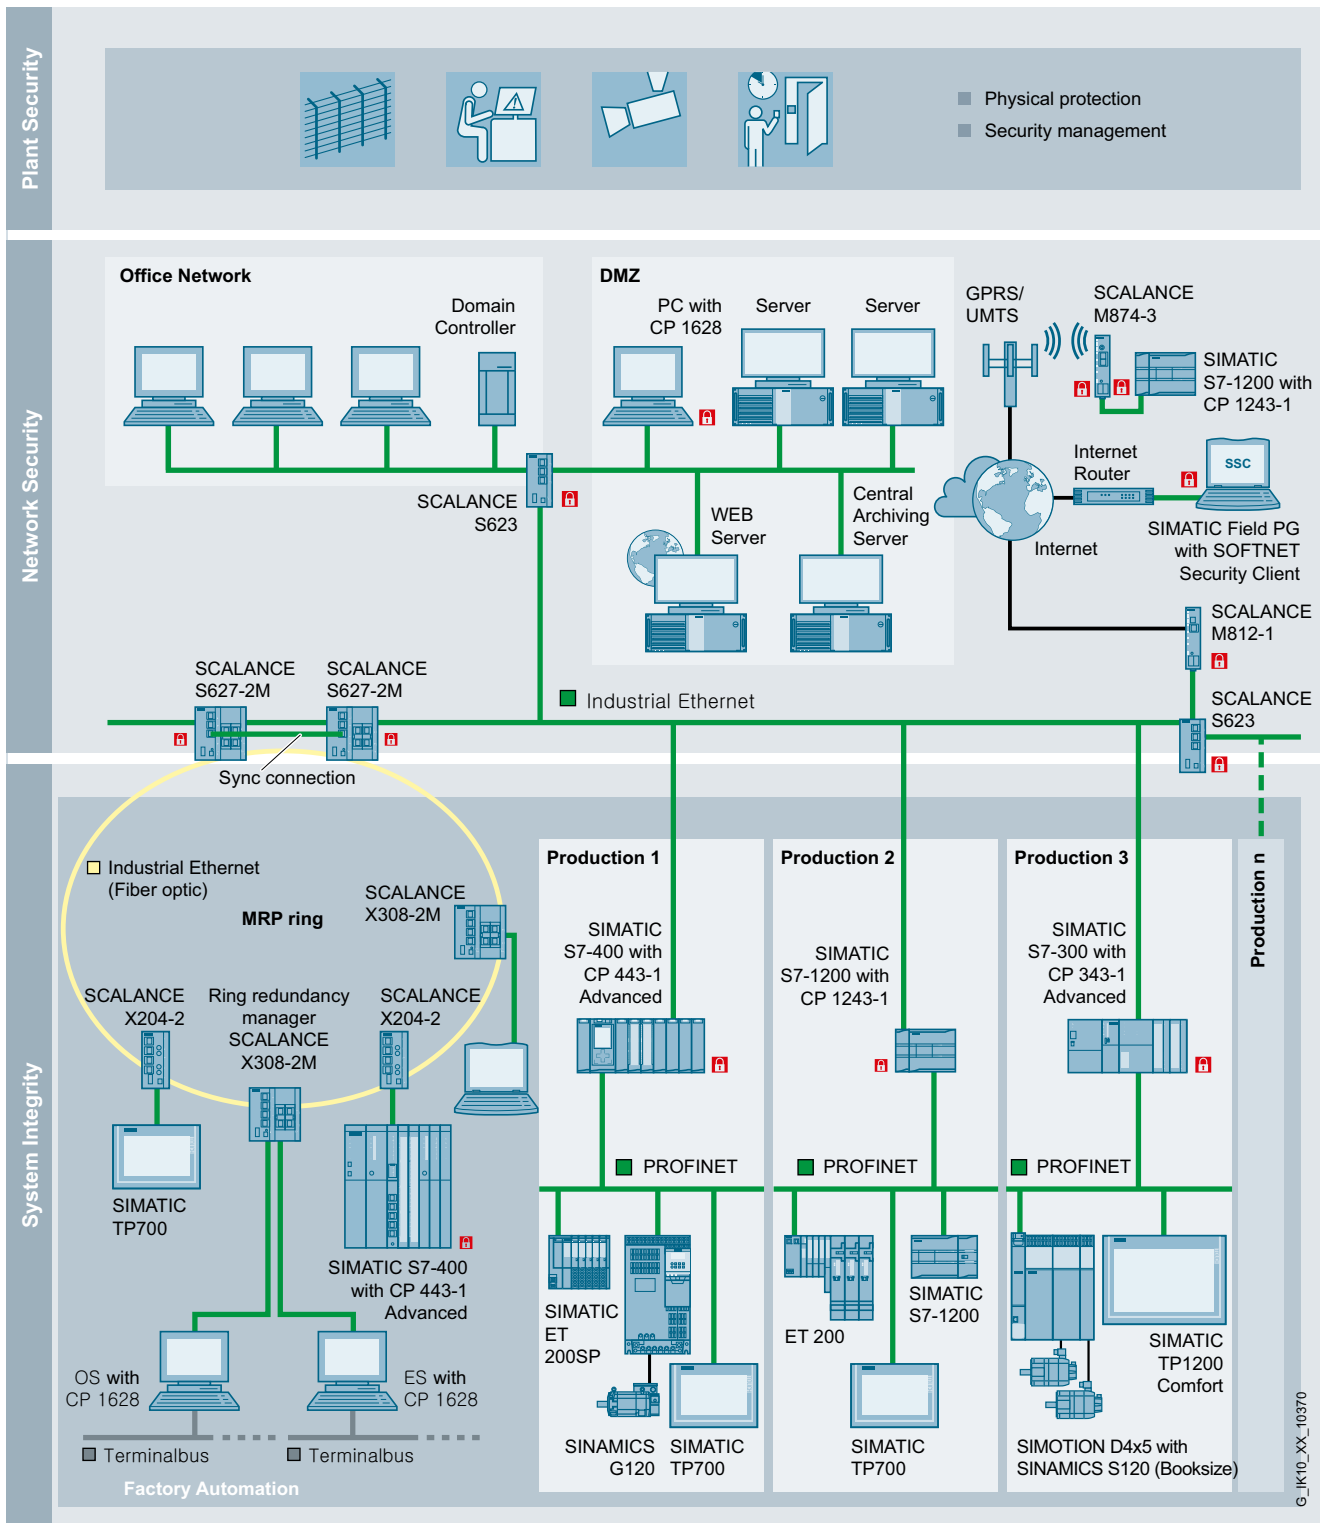 Plant Security
Physical protection
Security management
Network Security
Office Network
Domain
Controller
SCALANCE
S623
DMZ
PC with
CP 1628
Server
Server
WEB
Server
Central
Archiving
Server
GPRS/
UMTS
SCALANCE
M874-3
SIMATIC
S7-1200 with
CP 1243-1
Internet
Router
SSC
Internet
SIMATIC Field PG
with SOFTNET
Security Client
SCALANCE
M812-1
SCALANCE
S627-2M
SCALANCE
S627-2M
Industrial Ethernet
SCALANCE
S623
Sync connection
System Integrity
Industrial Ethernet
(Fiber optic)
MRP ring
SCALANCE
X308-2M
SCALANCE
X204-2
Ring redundancy
manager
SCALANCE
X308-2M
SCALANCE
X204-2
SIMATIC
TP700
SIMATIC S7-400
with CP 443-1
Advanced
OS with
CP 1628
ES with
CP 1628
Terminalbus
Terminalbus
Factory Automation
Production 1
SIMATIC
S7-400 with
CP 443-1
Advanced
PROFINET
SIMATIC
ET
200SP
SINAMICS
G120
SIMATIC
TP700
Production 2
SIMATIC
S7-1200 with
CP 1243-1
PROFINET
ET 200
SIMATIC
S7-1200
SIMATIC
TP700
Production 3
SIMATIC
S7-300 with
CP 343-1
Advanced
PROFINET
SIMATIC
TP1200
Comfort
SIMOTION D4x5 with
SINAMICS S120 (Booksize)
Production n
G_IK10_XX_10370